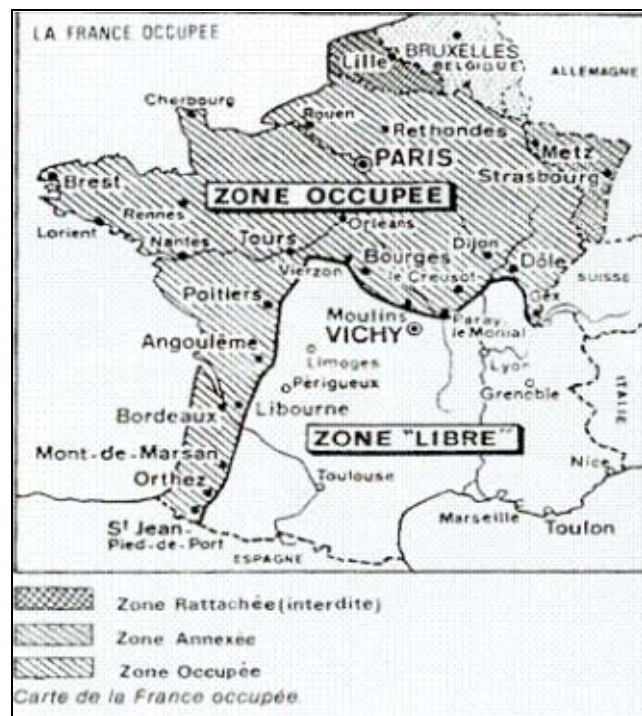 LA FRANCE OCCUPEE
BRUXELLES
BELGIQUE
Lille
ALLEMAGNE
Cherbourg
Rouen
Rethondes
Metz
PARIS
Strasbourg
Brest
ZONE OCCUPEE
Rennes
Orléans
Lorient
Nantes
Tours
Dijon
Vierzon
Bourges
Dôle
le Creusot
SUISSE
Poitiers
Gex
Moulins
Paray
le Monial
VICHY
Angoulême
Limoges
Lyon
Périgueux
Grenoble
ITALIE
Bordeaux
Libourne
ZONE "LIBRE"
Mont-de-Marsan
Nice
Orthez
Toulouse
Marseille
Toulon
St Jean-
Pied-de-Port
ESPAGNE
Zone Rattachée (interdite)
Zone Annexée
Zone Occupée
Carte de la France occupée.